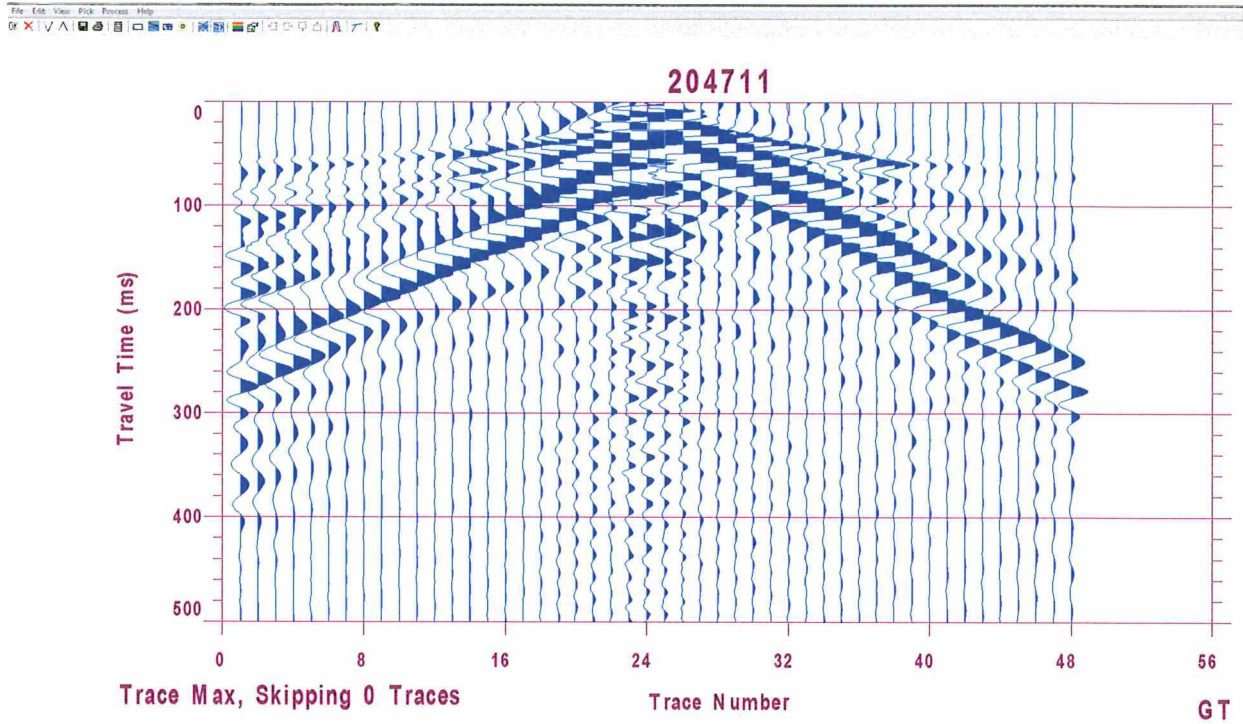 File Edit View Pick Process Help
204711
0
100
200
300
400
500
Travel Time (ms)
0 8 16 24 32 40 48 56
Trace Max, Skipping 0 Traces
Trace Number
GT